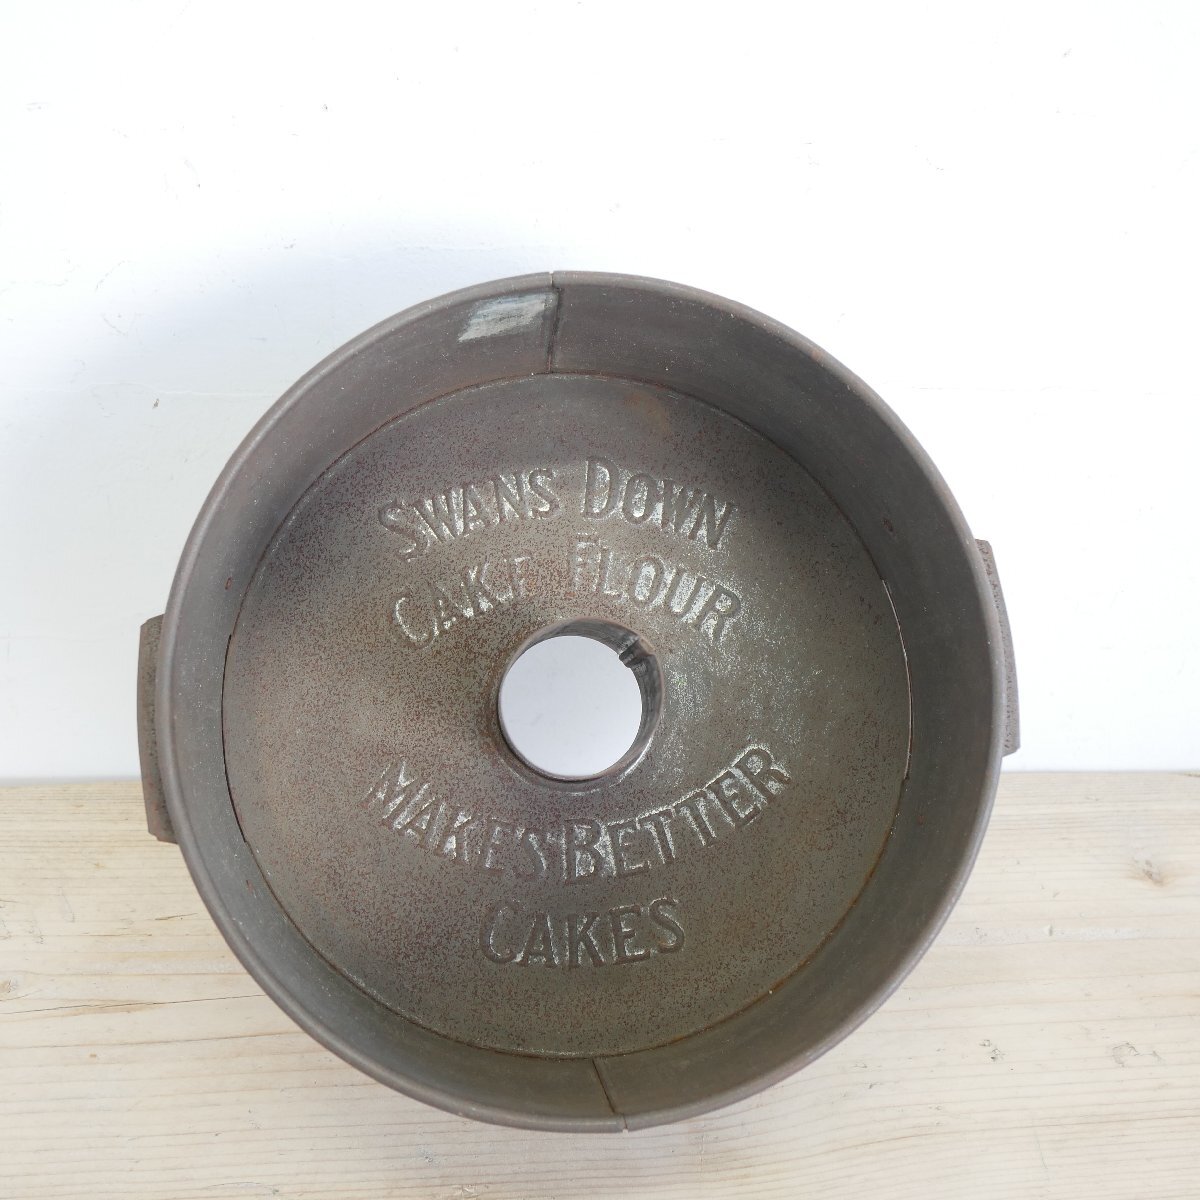 SWANS DOWN
CAKE FLOUR
MAKES BETTER
CAKES